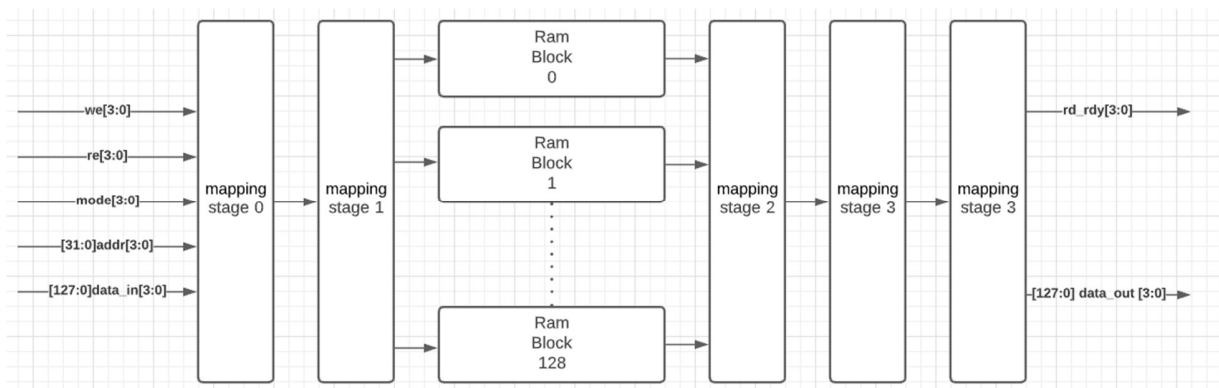 we[3:0]
re[3:0]
mode[3:0]
[31:0]addr[3:0]
[127:0]data_in[3:0]
mapping
stage 0
mapping
stage 1
Ram
Block
0
Ram
Block
1
Ram
Block
128
mapping
stage 2
mapping
stage 3
mapping
stage 3
rd_rdy[3:0]
[127:0] data_out [3:0]